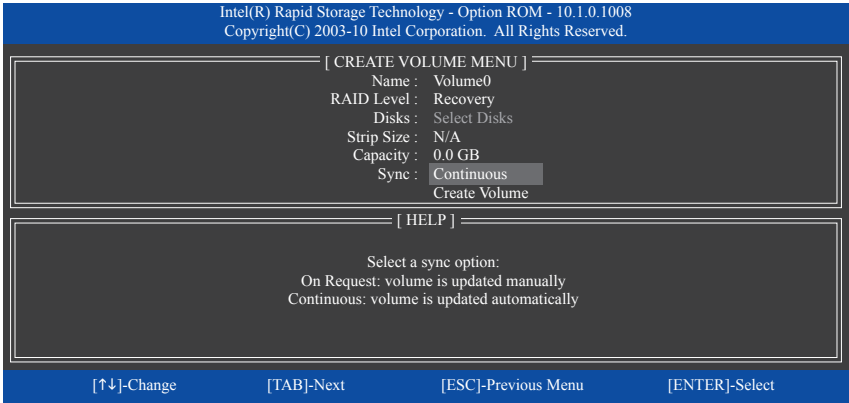 Intel(R) Rapid Storage Technology - Option ROM - 10.1.0.1008
Copyright(C) 2003-10 Intel Corporation. All Rights Reserved.
[ CREATE VOLUME MENU ]
Name : Volume0
RAID Level : Recovery
Disks : Select Disks
Strip Size : N/A
Capacity : 0.0 GB
Sync : Continuous
Create Volume
[ HELP ]
Select a sync option:
On Request: volume is updated manually
Continuous: volume is updated automatically
[↑↓]-Change [TAB]-Next [ESC]-Previous Menu [ENTER]-Select